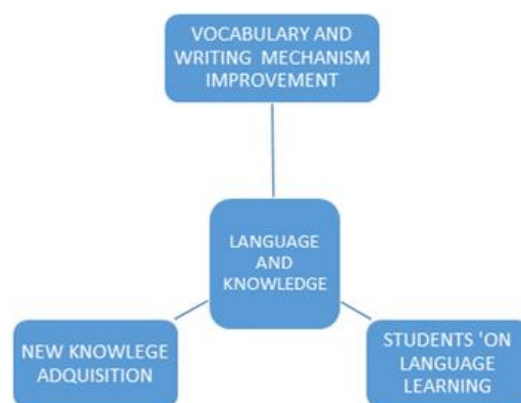 VOCABULARY AND
WRITING MECHANISM
IMPROVEMENT
LANGUAGE
AND
KNOWLEDGE
NEW KNOWLEGE
ADQUISITION
STUDENTS 'ON
LANGUAGE
LEARNING